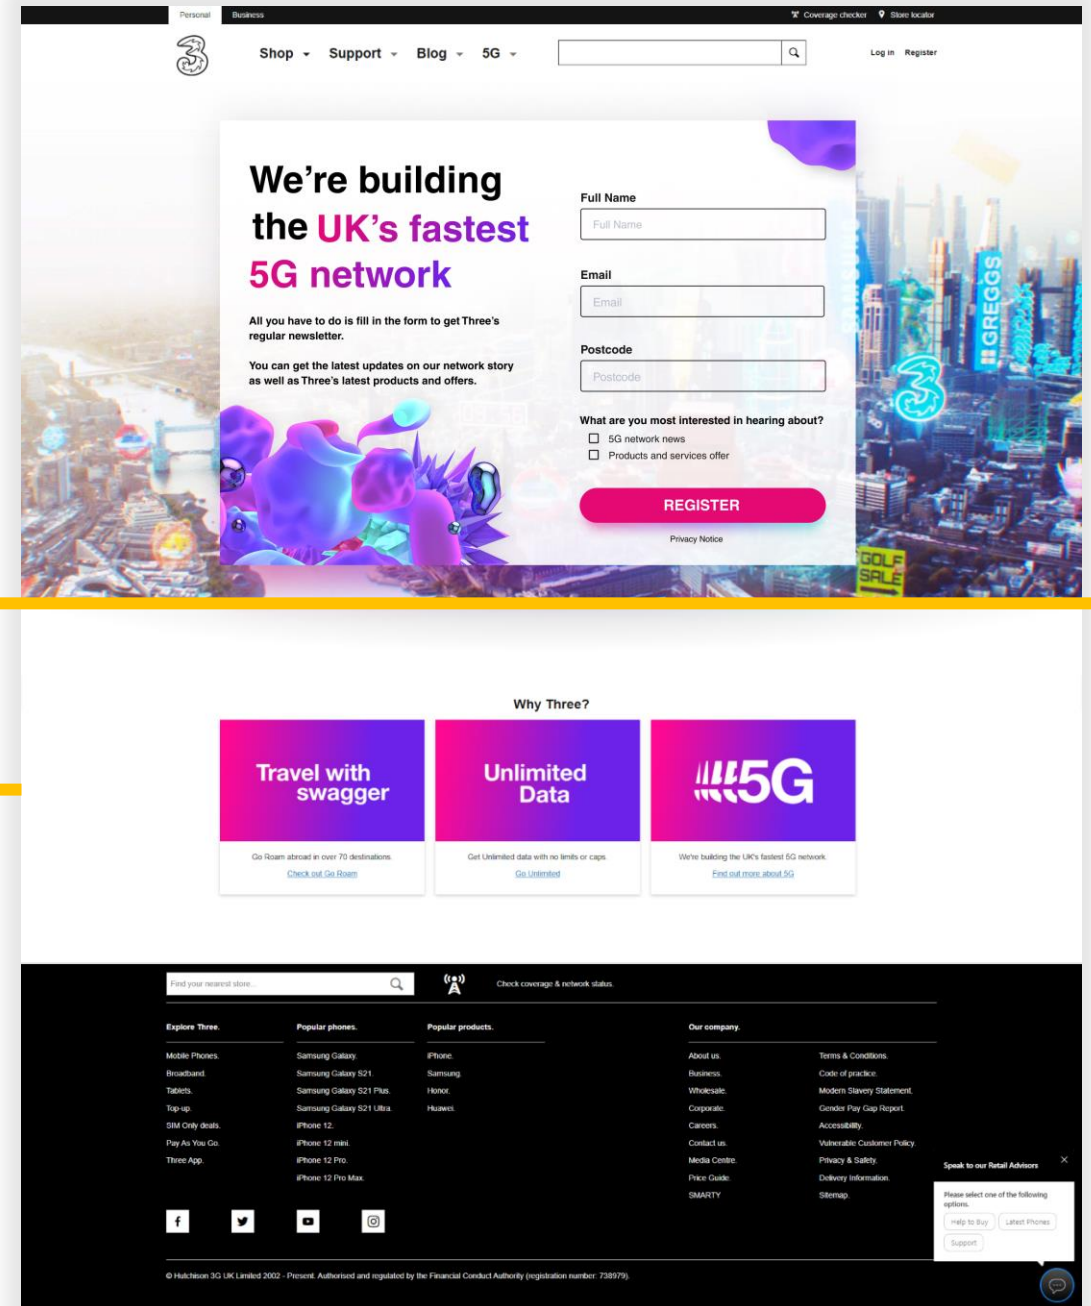 Personal Business Coverage checker Store locator
Shop Support Blog 5G
Log in Register
We're building
the UK's fastest
5G network
All you have to do is fill in the form to get Three's
regular newsletter.
You can get the latest updates on our network story
as well as Three's latest products and offers.
Full Name
Full Name
Email
Email
Postcode
Postcode
What are you most interested in hearing about?
5G network news
Products and services offer
REGISTER
Privacy Notice
SAMSUNG
GREGGS
3
GOLF
SALE
Why Three?
Travel with
swagger
Go Roam abroad in over 70 destinations.
Check out Go Roam
Unlimited
Data
Get Unlimited data with no limits or caps.
Go Unlimited
5G
We're building the UK's fastest 5G network.
Find out more about 5G
Find your nearest store...
Check coverage & network status.
Explore Three.
Mobile Phones.
Broadband.
Tablets.
Top-up.
SIM Only deals.
Pay As You Go.
Three App.
Popular phones.
Samsung Galaxy.
Samsung Galaxy S21.
Samsung Galaxy S21 Plus.
Samsung Galaxy S21 Ultra.
iPhone 12.
iPhone 12 mini.
iPhone 12 Pro.
iPhone 12 Pro Max.
Popular products.
iPhone.
Samsung.
Honor.
Huawei.
Our company.
About us.
Business.
Wholesale.
Corporate.
Careers.
Contact us.
Media Centre.
Price Guide.
SMARTY
Terms & Conditions.
Code of practice.
Modern Slavery Statement.
Gender Pay Gap Report.
Accessibility.
Vulnerable Customer Policy.
Privacy & Safety.
Delivery Information.
Sitemap.
Speak to our Retail Advisors
Please select one of the following
options.
Help to Buy Latest Phones
Support
© Hutchison 3G UK Limited 2002 - Present. Authorised and regulated by the Financial Conduct Authority (registration number: 738979).